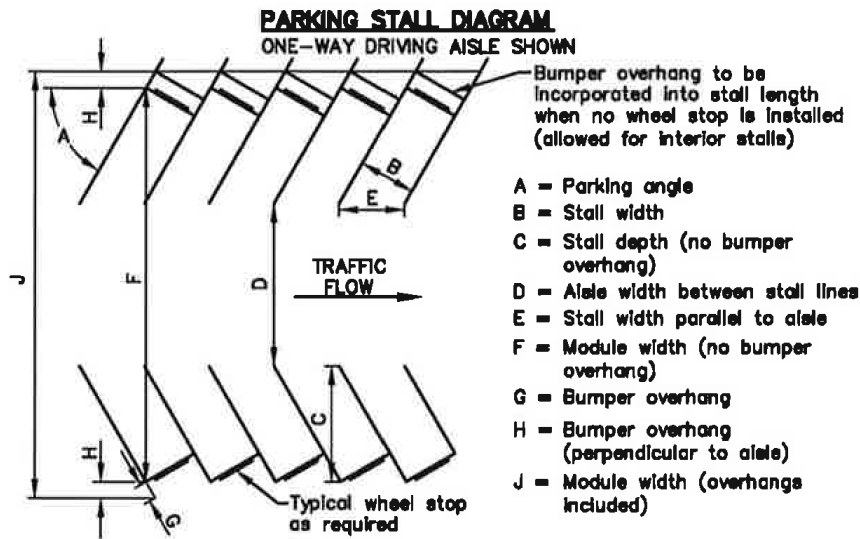 PARKING STALL DIAGRAM
ONE-WAY DRIVING AISLE SHOWN
Bumper overhang to be
incorporated into stall length
when no wheel stop is installed
(allowed for interior stalls)
H
A
B
E
J
F
D
TRAFFIC
FLOW
C
H
G
Typical wheel stop
as required
A = Parking angle
B = Stall width
C = Stall depth (no bumper
overhang)
D = Aisle width between stall lines
E = Stall width parallel to aisle
F = Module width (no bumper
overhang)
G = Bumper overhang
H = Bumper overhang
(perpendicular to aisle)
J = Module width (overhangs
included)